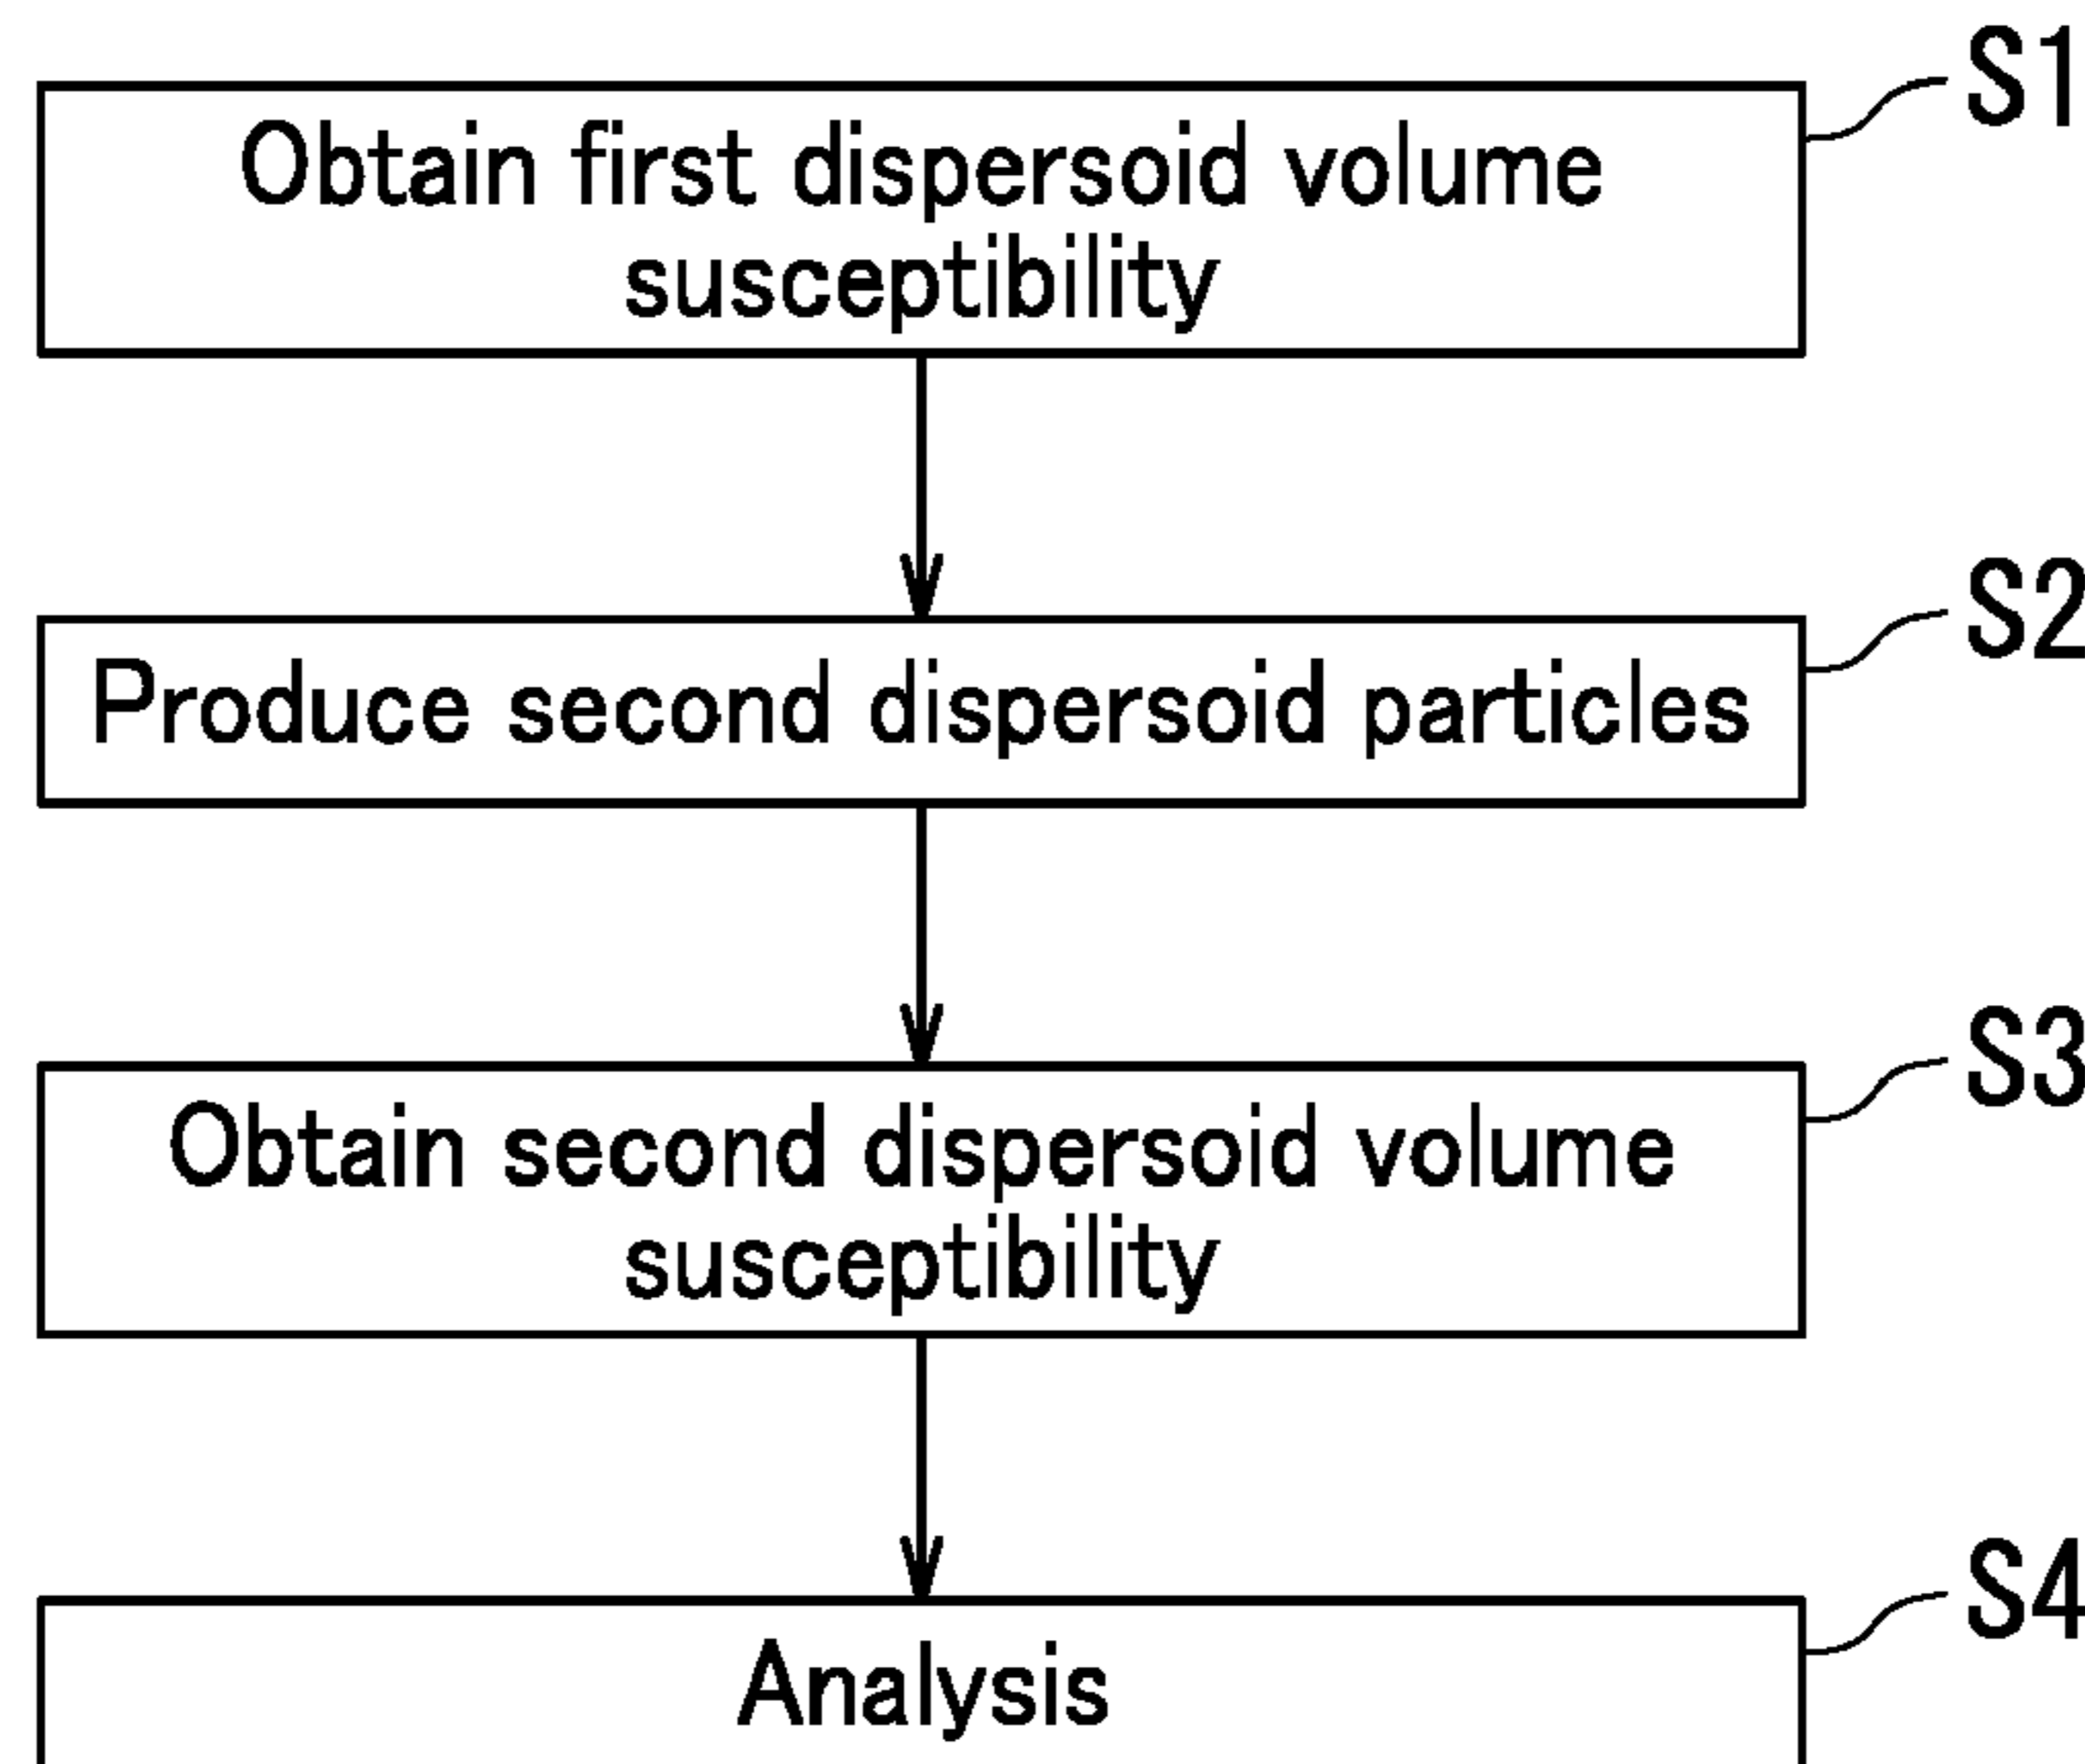 S1
Obtain first dispersoid volume
susceptibility
S2
Produce second dispersoid particles
S3
Obtain second dispersoid volume
susceptibility
S4
Analysis